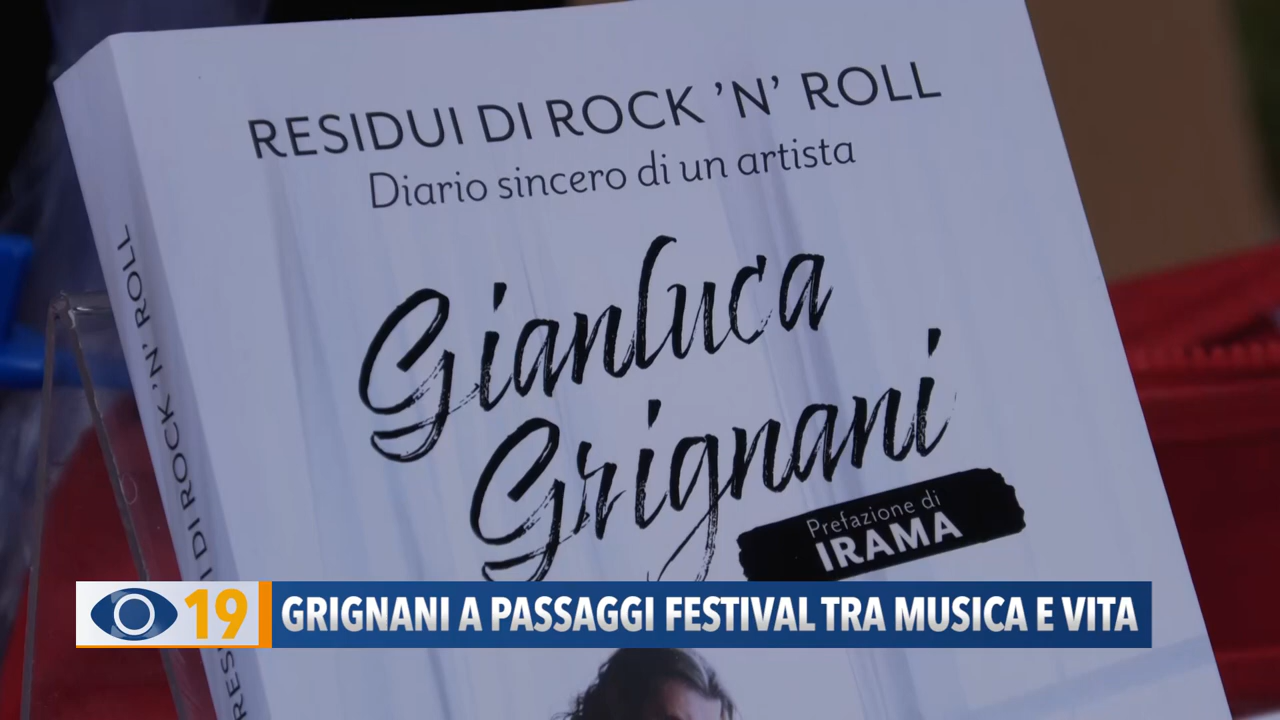 RESIDUI DI ROCK 'N' ROLL
Diario sincero di un artista
Gianluca
Grignani
Prefazione di
IRAMA
RESIDUI DI ROCK 'N' ROLL
19 GRIGNANI A PASSAGGI FESTIVAL TRA MUSICA E VITA